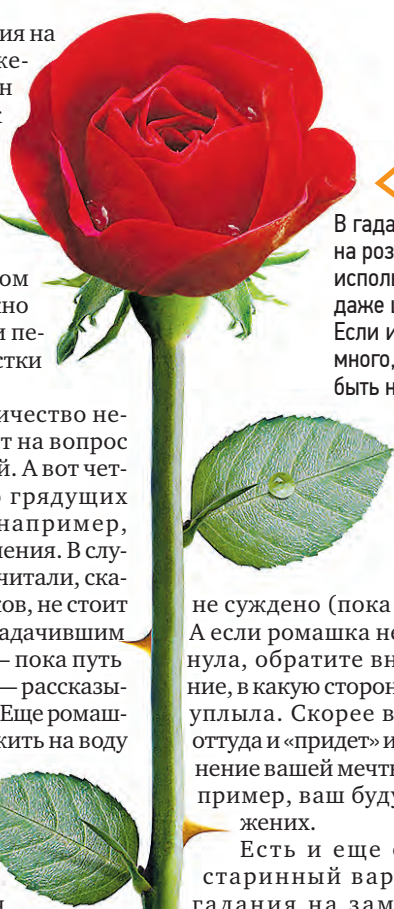 ия на
же-
н
ом
но
и пе-
стки
ичество не-
т на вопрос
й. А вот чет-
о грядущих
например,
ения. В слу-
читали, ска-
ков, не стоит
адачившим
— пока путь
— рассказы-
Еще ромаш-
жить на воду
В гада
на роз
исполь
даже ш
Если и
много,
быть н
не суждено (пока
А если ромашка не
нула, обратите вн
ние, в какую сторон
уплыла. Скорее в
оттуда и «придет» и
нение вашей мечты
пример, ваш буду
жених.
Есть и еще
старинный вар
гадания на зам